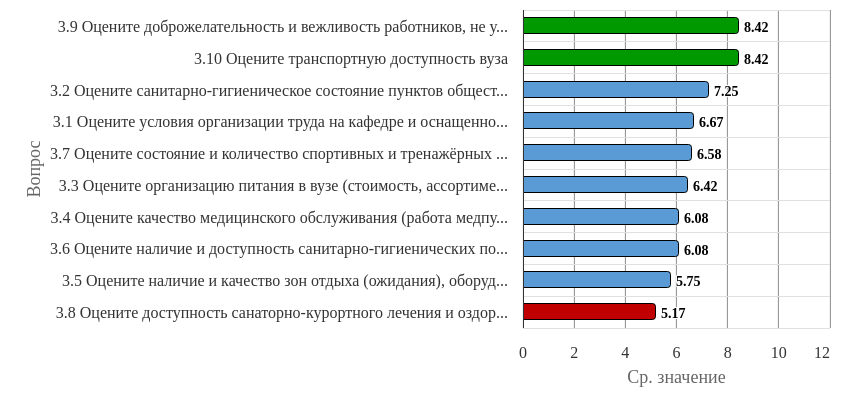 3.9 Оцените доброжелательность и вежливость работников, не у... 8.42
3.10 Оцените транспортную доступность вуза 8.42
3.2 Оцените санитарно-гигиеническое состояние пунктов общест... 7.25
3.1 Оцените условия организации труда на кафедре и оснащенно... 6.67
3.7 Оцените состояние и количество спортивных и тренажёрных ... 6.58
3.3 Оцените организацию питания в вузе (стоимость, ассортиме... 6.42
3.4 Оцените качество медицинского обслуживания (работа медпу... 6.08
3.6 Оцените наличие и доступность санитарно-гигиенических по... 6.08
3.5 Оцените наличие и качество зон отдыха (ожидания), оборуд... 5.75
3.8 Оцените доступность санаторно-курортного лечения и оздор... 5.17
Вопрос
0 2 4 6 8 10 12
Ср. значение